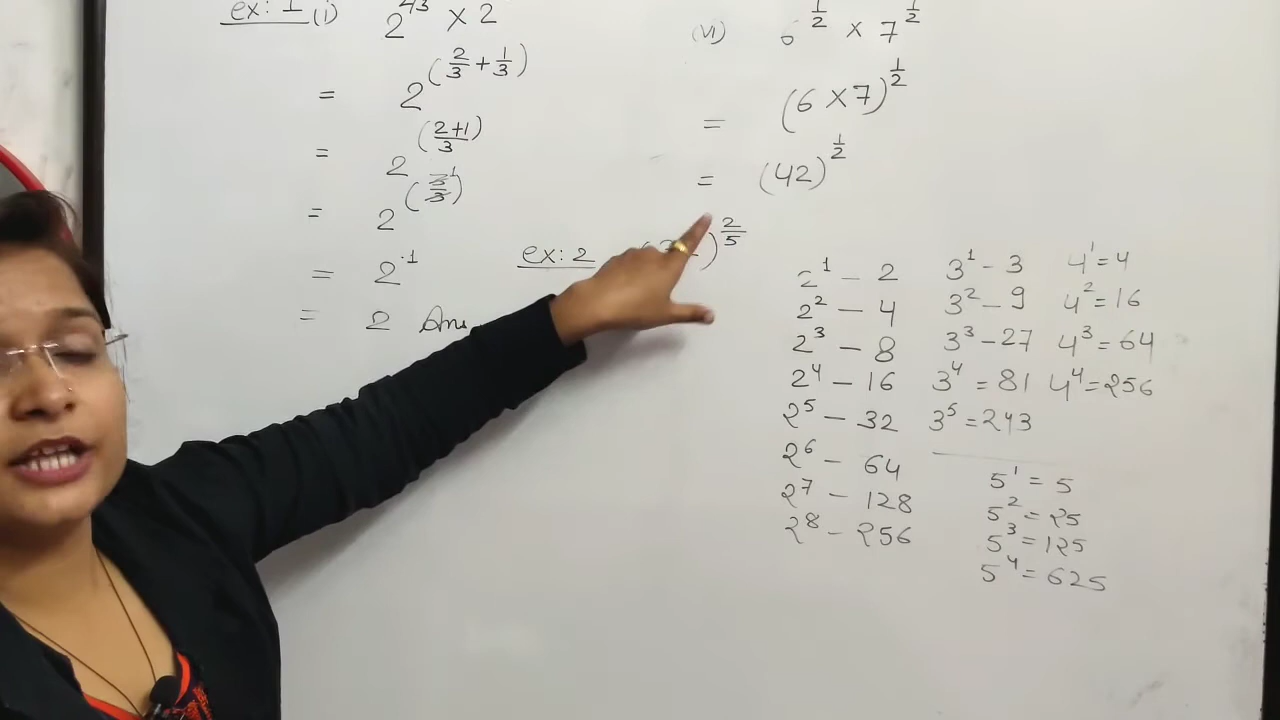 ex: 1 (i) 2^2/3 × 2
= 2^(2/3 + 1/3)
= 2^(2+1/3)
= 2^(3/3)^1
= 2^1
= 2 Ans
(VI) 6^1/2 × 7^1/2
= (6 × 7)^1/2
= (42)^1/2
ex: 2 ( )^2/5
2^1 - 2
2^2 - 4
2^3 - 8
2^4 - 16
2^5 - 32
2^6 - 64
2^7 - 128
2^8 - 256
3^1 - 3
3^2 - 9
3^3 - 27
3^4 = 81
3^5 = 243
4^1 = 4
4^2 = 16
4^3 = 64
4^4 = 256
5^1 = 5
5^2 = 25
5^3 = 125
5^4 = 625